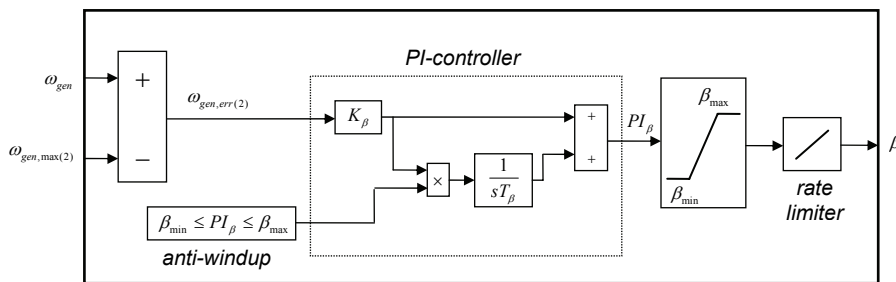 PI-controller
ω_gen
+
ω_gen,err(2)
K_β
+
PI_β
β_max
−
ω_gen,max(2)
×
1
sT_β
+
β_min
β
rate
limiter
β_min ≤ PI_β ≤ β_max
anti-windup